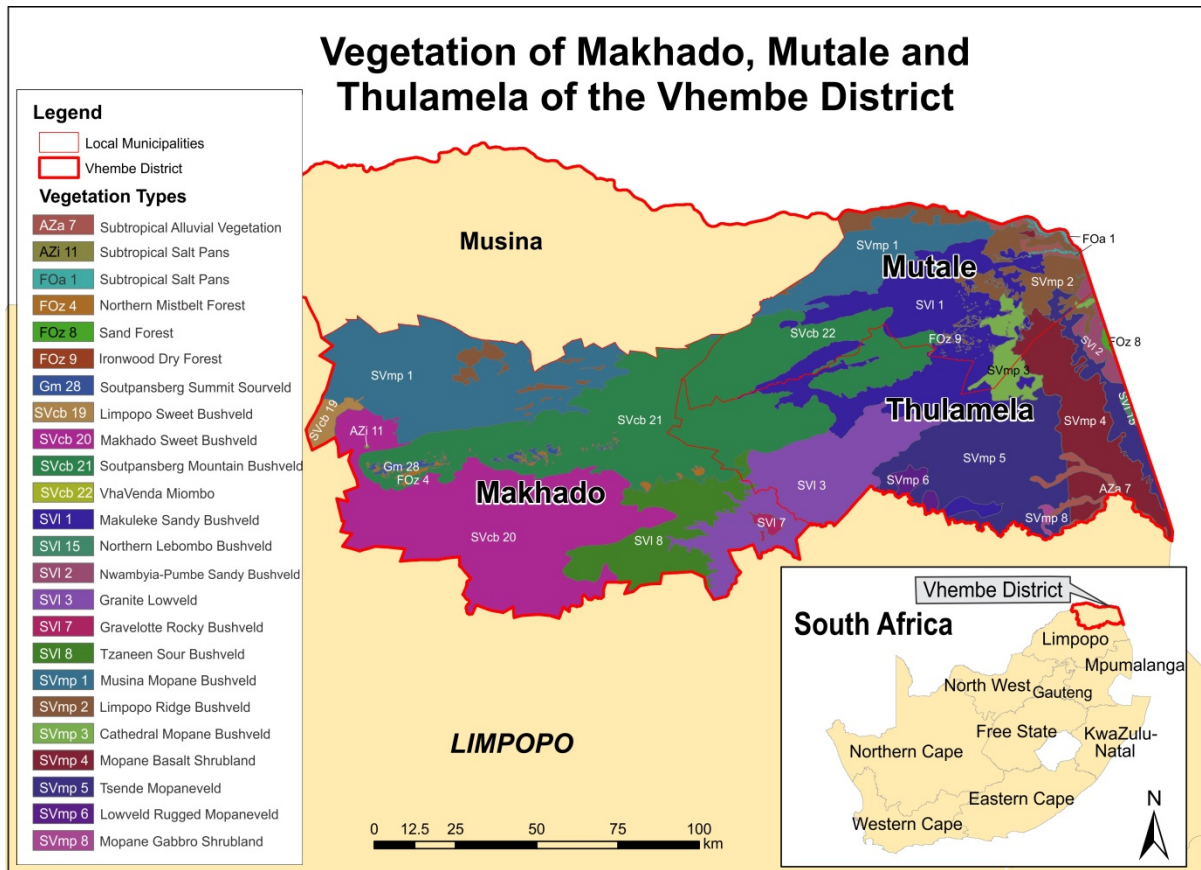 Vegetation of Makhado, Mutale and
Thulamela of the Vhembe District
Legend
Local Municipalities
Vhembe District
Vegetation Types
AZa 7 Subtropical Alluvial Vegetation
AZi 11 Subtropical Salt Pans
FOa 1 Subtropical Salt Pans
FOz 4 Northern Mistbelt Forest
FOz 8 Sand Forest
FOz 9 Ironwood Dry Forest
Gm 28 Soutpansberg Summit Sourveld
SVcb 19 Limpopo Sweet Bushveld
SVcb 20 Makhado Sweet Bushveld
SVcb 21 Soutpansberg Mountain Bushveld
SVcb 22 VhaVenda Miombo
SVl 1 Makuleke Sandy Bushveld
SVl 15 Northern Lebombo Bushveld
SVl 2 Nwambyia-Pumbe Sandy Bushveld
SVl 3 Granite Lowveld
SVl 7 Gravelotte Rocky Bushveld
SVl 8 Tzaneen Sour Bushveld
SVmp 1 Musina Mopane Bushveld
SVmp 2 Limpopo Ridge Bushveld
SVmp 3 Cathedral Mopane Bushveld
SVmp 4 Mopane Basalt Shrubland
SVmp 5 Tsende Mopaneveld
SVmp 6 Lowveld Rugged Mopaneveld
SVmp 8 Mopane Gabbro Shrubland
Musina
SVmp 1
FOa 1
Mutale
SVmp 2
SVl 1
SVcb 22
FOz 9
SVl 2
FOz 8
SVmp 1
SVmp 3
SVcb 19
Thulamela
SVl 15
SVcb 21
SVmp 4
AZi 11
SVmp 5
Gm 28
FOz 4
SVmp 6
SVl 3
Makhado
AZa 7
SVmp 8
SVl 7
SVcb 20
SVl 8
LIMPOPO
0 12.5 25 50 75 100
km
Vhembe District
South Africa
Limpopo
Mpumalanga
North West
Gauteng
Free State
KwaZulu-
Natal
Northern Cape
Eastern Cape
Western Cape
N